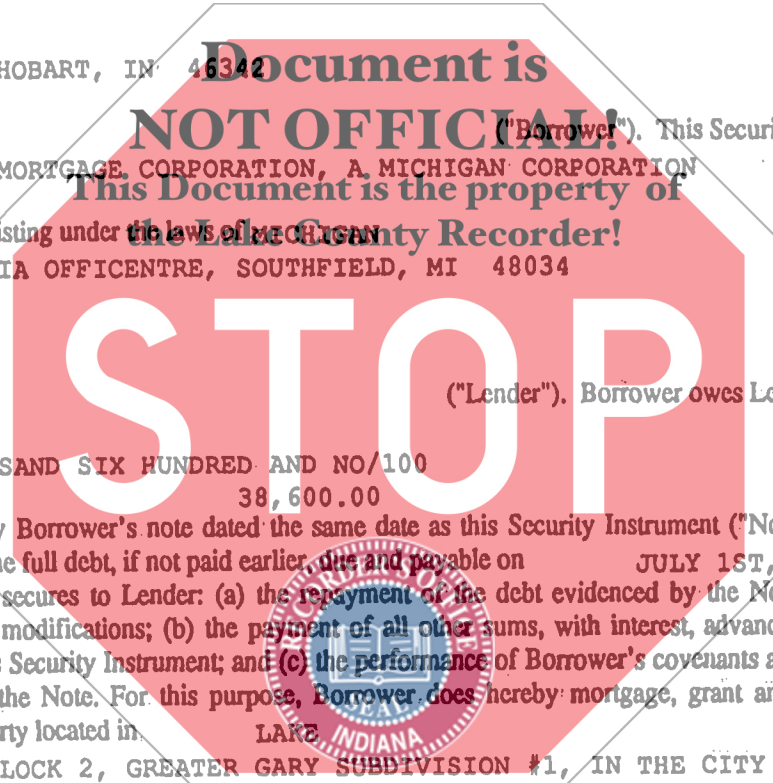 HOBART, IN 46342
Document is
NOT OFFICIAL!
("Borrower"). This Securi
MORTGAGE CORPORATION, A MICHIGAN CORPORATION
This Document is the property of
isting under the laws of MICHIGAN
the Lake County Recorder!
IA OFFICENTRE, SOUTHFIELD, MI 48034
STOP
("Lender"). Borrower owes Le
SAND SIX HUNDRED AND NO/100
38,600.00
y Borrower's note dated the same date as this Security Instrument ("No
he full debt, if not paid earlier, due and payable on JULY 1ST,
secures to Lender: (a) the repayment of the debt evidenced by the No
modifications; (b) the payment of all other sums, with interest, advanc
s Security Instrument; and (c) the performance of Borrower's covenants a
the Note. For this purpose, Borrower does hereby mortgage, grant an
rty located in LAKE
LOCK 2, GREATER GARY SUBDIVISION #1, IN THE CITY
SEAL
INDIANA